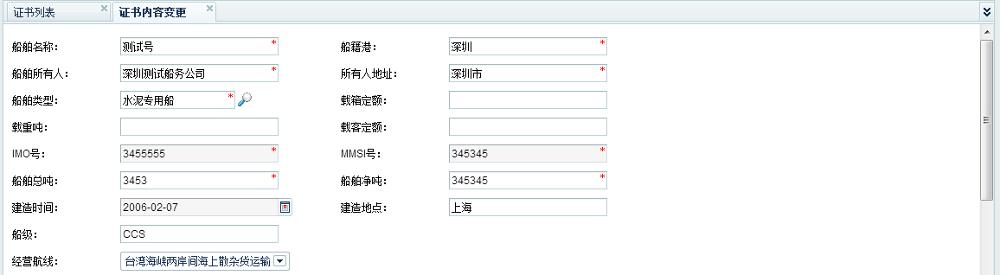 证书列表 证书内容变更
船舶名称： 测试号 * 船籍港： 深圳 *
船舶所有人： 深圳测试船务公司 * 所有人地址： 深圳市 *
船舶类型： 水泥专用船 * 载箱定额：
载重吨： 载客定额：
IMO号： 3455555 * MMSI号： 345345 *
船舶总吨： 3453 * 船舶净吨： 345345 *
建造时间： 2006-02-07 建造地点： 上海
船级： CCS
经营航线： 台湾海峡两岸间海上散杂货运输